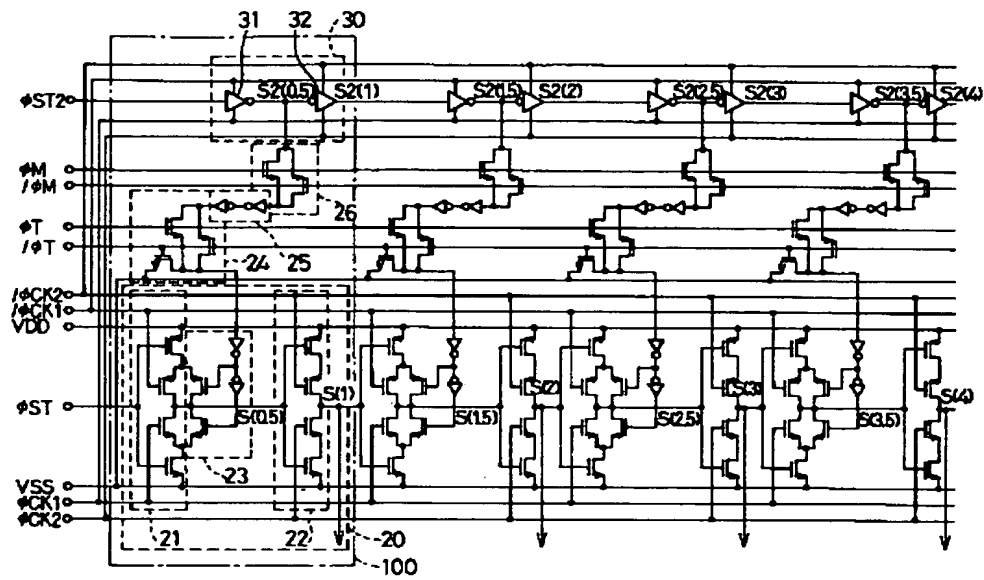 31 32 30
φST2 S2(0,5) S2(1) S2(1,5) S2(2) S2(2,5) S2(3) S2(3,5) S2(4)
φM
/φM
26
φT
/φT
24 25
/φCK2
/φCK1
VDD
φST S(0,5) S(1) S(1,5) S(2) S(2,5) S(3) S(3,5) S(4)
23
VSS
φCK1
φCK2
21 22 20
100